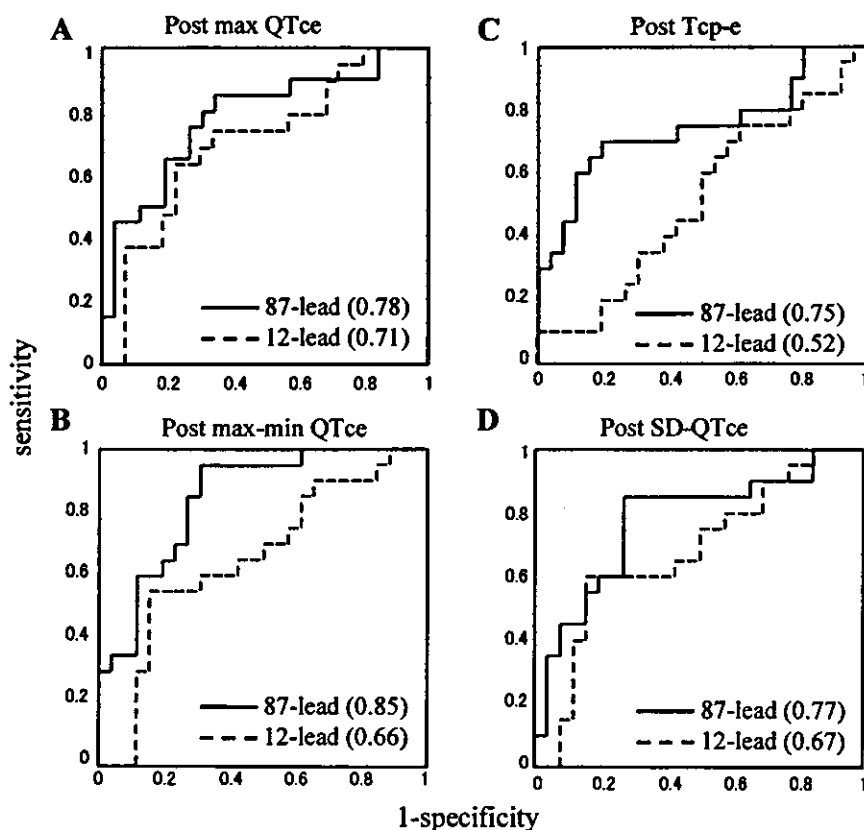 A
Post max QTce
1
0.8
0.6
0.4
0.2
0
87-lead (0.78)
12-lead (0.71)
0.2
0.4
0.6
0.8
1
C
Post Tcp-e
1
0.8
0.6
0.4
0.2
0
87-lead (0.75)
12-lead (0.52)
0
0.2
0.4
0.6
0.8
1
sensitivity
B
Post max-min QTce
1
0.8
0.6
0.4
0.2
0
87-lead (0.85)
12-lead (0.66)
0
0.2
0.4
0.6
0.8
1
D
Post SD-QTce
1
0.8
0.6
0.4
0.2
0
87-lead (0.77)
12-lead (0.67)
0
0.2
0.4
0.6
0.8
1
1-specificity